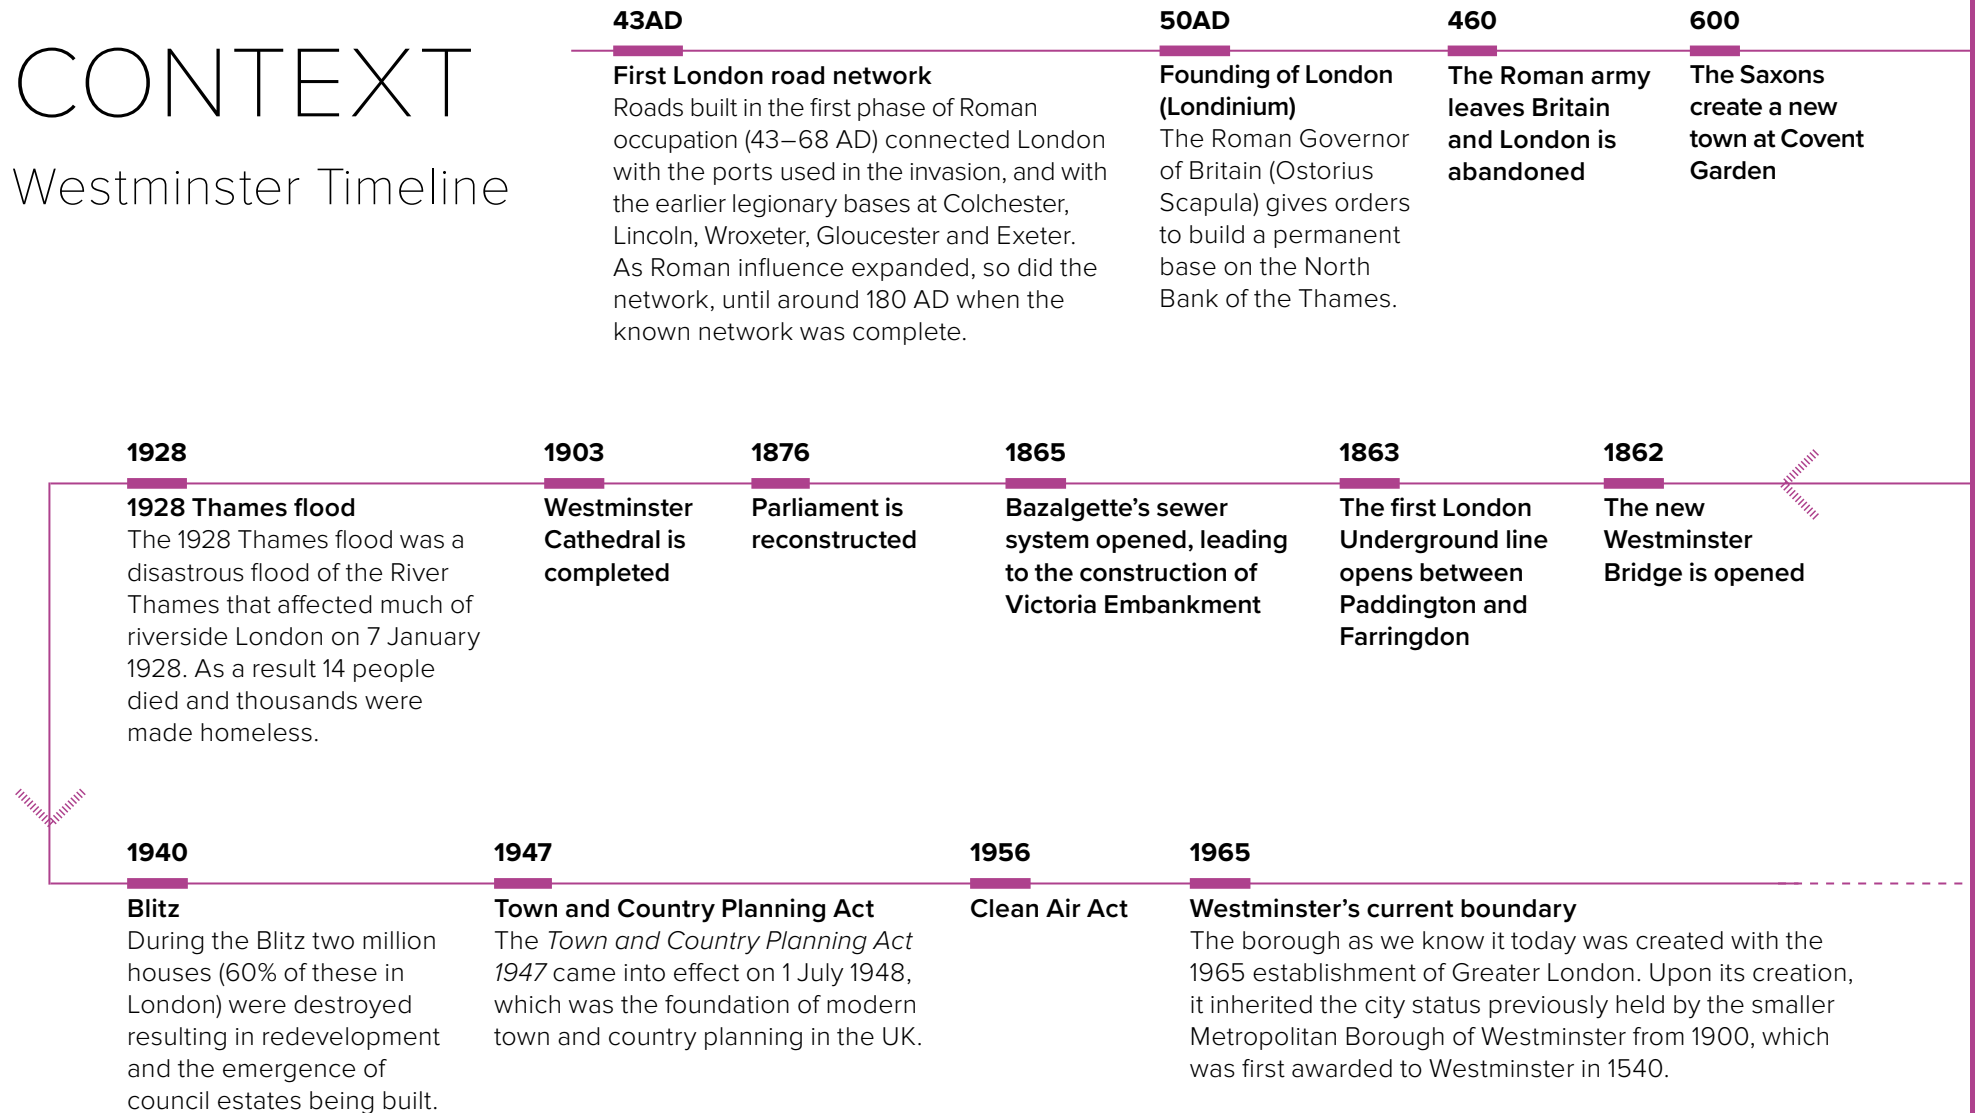 CONTEXT
Westminster Timeline
43AD
First London road network
Roads built in the first phase of Roman
occupation (43–68 AD) connected London
with the ports used in the invasion, and with
the earlier legionary bases at Colchester,
Lincoln, Wroxeter, Gloucester and Exeter.
As Roman influence expanded, so did the
network, until around 180 AD when the
known network was complete.
50AD
Founding of London
(Londinium)
The Roman Governor
of Britain (Ostorius
Scapula) gives orders
to build a permanent
base on the North
Bank of the Thames.
460
The Roman army
leaves Britain
and London is
abandoned
600
The Saxons
create a new
town at Covent
Garden
1928
1928 Thames flood
The 1928 Thames flood was a
disastrous flood of the River
Thames that affected much of
riverside London on 7 January
1928. As a result 14 people
died and thousands were
made homeless.
1903
Westminster
Cathedral is
completed
1876
Parliament is
reconstructed
1865
Bazalgette’s sewer
system opened, leading
to the construction of
Victoria Embankment
1863
The first London
Underground line
opens between
Paddington and
Farringdon
1862
The new
Westminster
Bridge is opened
1940
Blitz
During the Blitz two million
houses (60% of these in
London) were destroyed
resulting in redevelopment
and the emergence of
council estates being built.
1947
Town and Country Planning Act
The Town and Country Planning Act
1947 came into effect on 1 July 1948,
which was the foundation of modern
town and country planning in the UK.
1956
Clean Air Act
1965
Westminster’s current boundary
The borough as we know it today was created with the
1965 establishment of Greater London. Upon its creation,
it inherited the city status previously held by the smaller
Metropolitan Borough of Westminster from 1900, which
was first awarded to Westminster in 1540.